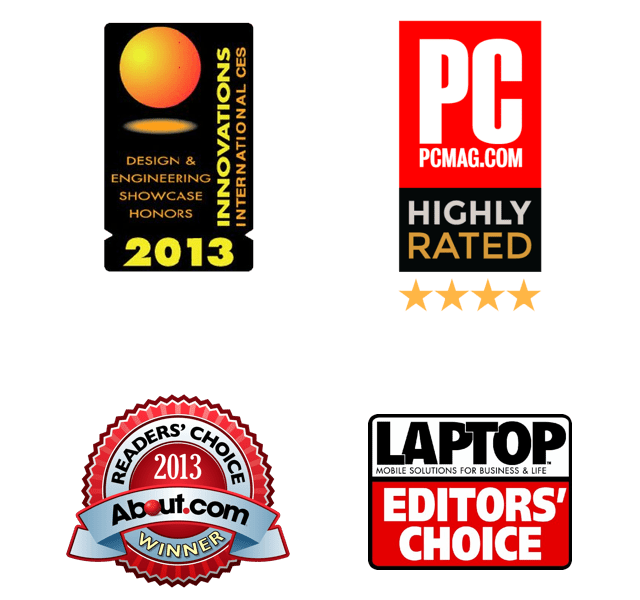 DESIGN &
ENGINEERING
SHOWCASE
HONORS
INNOVATIONS
INTERNATIONAL CES
2013
PC
PCMAG.COM
HIGHLY
RATED
READERS' CHOICE
2013
About.com
WINNER
LAPTOP™
MOBILE SOLUTIONS FOR BUSINESS & LIFE
EDITORS'
CHOICE